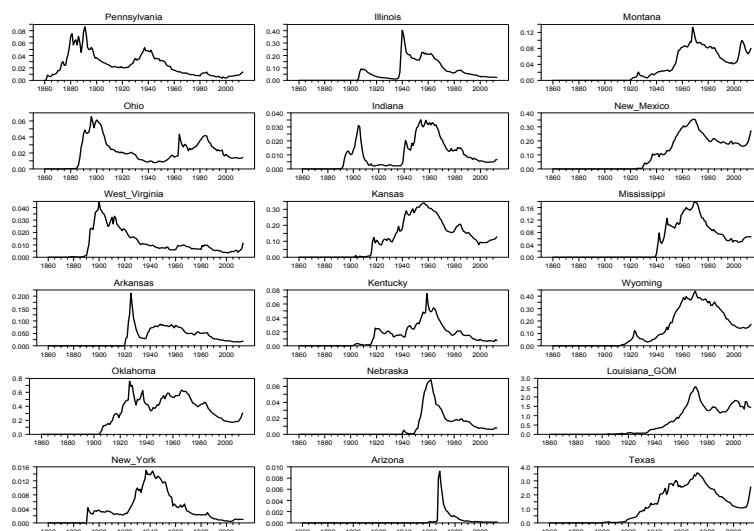 Pennsylvania
0.08
0.06
0.04
0.02
0.00
1860 1880 1900 1920 1940 1960 1980 2000
Illinois
0.50
0.40
0.30
0.20
0.10
0.00
1860 1880 1900 1920 1940 1960 1980 2000
Montana
0.12
0.08
0.04
0.00
1860 1880 1900 1920 1940 1960 1980 2000
Ohio
0.06
0.04
0.02
0.00
1860 1880 1900 1920 1940 1960 1980 2000
Indiana
0.040
0.030
0.020
0.010
0.000
1860 1880 1900 1920 1940 1960 1980 2000
New_Mexico
0.40
0.30
0.20
0.10
0.00
1860 1880 1900 1920 1940 1960 1980 2000
West_Virginia
0.040
0.030
0.020
0.010
0.000
1860 1880 1900 1920 1940 1960 1980 2000
Kansas
0.30
0.20
0.10
0.00
1860 1880 1900 1920 1940 1960 1980 2000
Mississippi
0.16
0.12
0.08
0.04
0.00
1860 1880 1900 1920 1940 1960 1980 2000
Arkansas
0.200
0.150
0.100
0.050
0.000
1860 1880 1900 1920 1940 1960 1980 2000
Kentucky
0.08
0.06
0.04
0.02
0.00
1860 1880 1900 1920 1940 1960 1980 2000
Wyoming
0.40
0.30
0.20
0.10
0.00
1860 1880 1900 1920 1940 1960 1980 2000
Oklahoma
0.8
0.6
0.4
0.2
0.0
1860 1880 1900 1920 1940 1960 1980 2000
Nebraska
0.06
0.04
0.02
0.00
1860 1880 1900 1920 1940 1960 1980 2000
Louisiana_GOM
3.0
2.5
2.0
1.5
1.0
0.5
0.0
1860 1880 1900 1920 1940 1960 1980 2000
New_York
0.016
0.012
0.008
0.004
0.000
Arizona
0.010
0.008
0.006
0.004
0.002
0.000
Texas
4.0
3.0
2.0
1.0
0.0